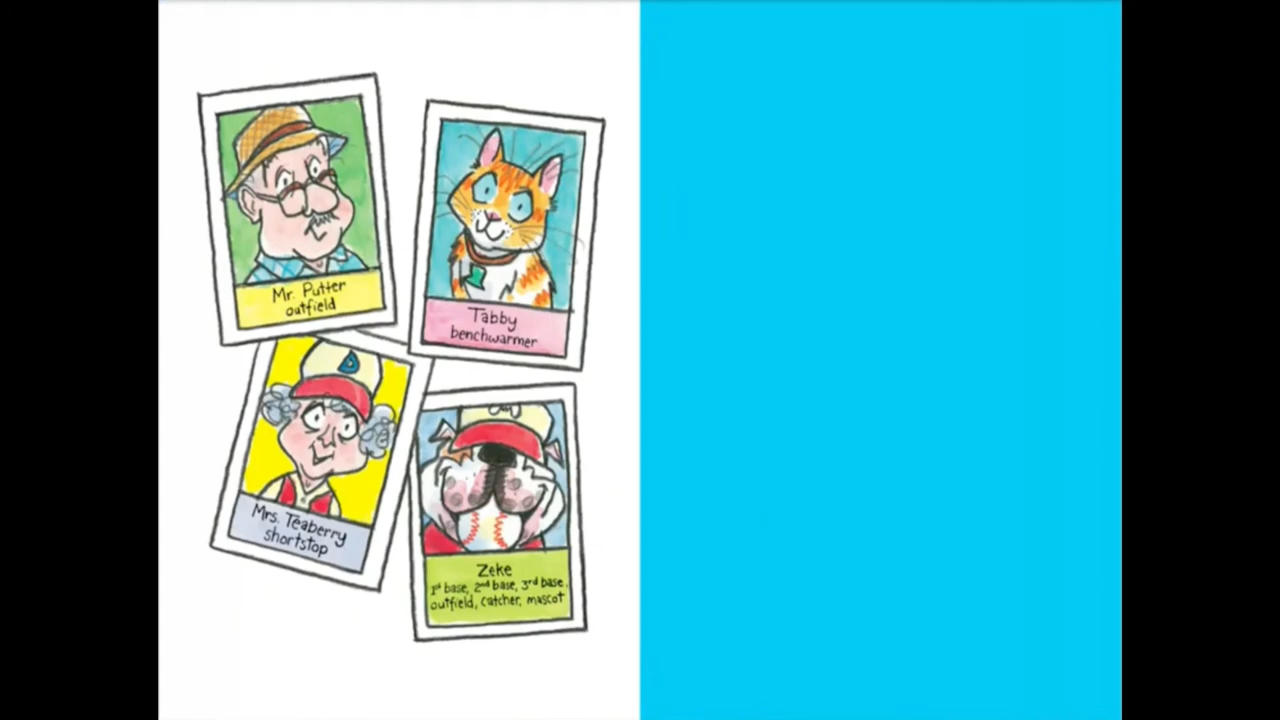 Mr. Putter
outfield
Tabby
benchwarmer
Mrs. Teaberry
shortstop
Zeke
1st base, 2nd base, 3rd base,
outfield, catcher, mascot